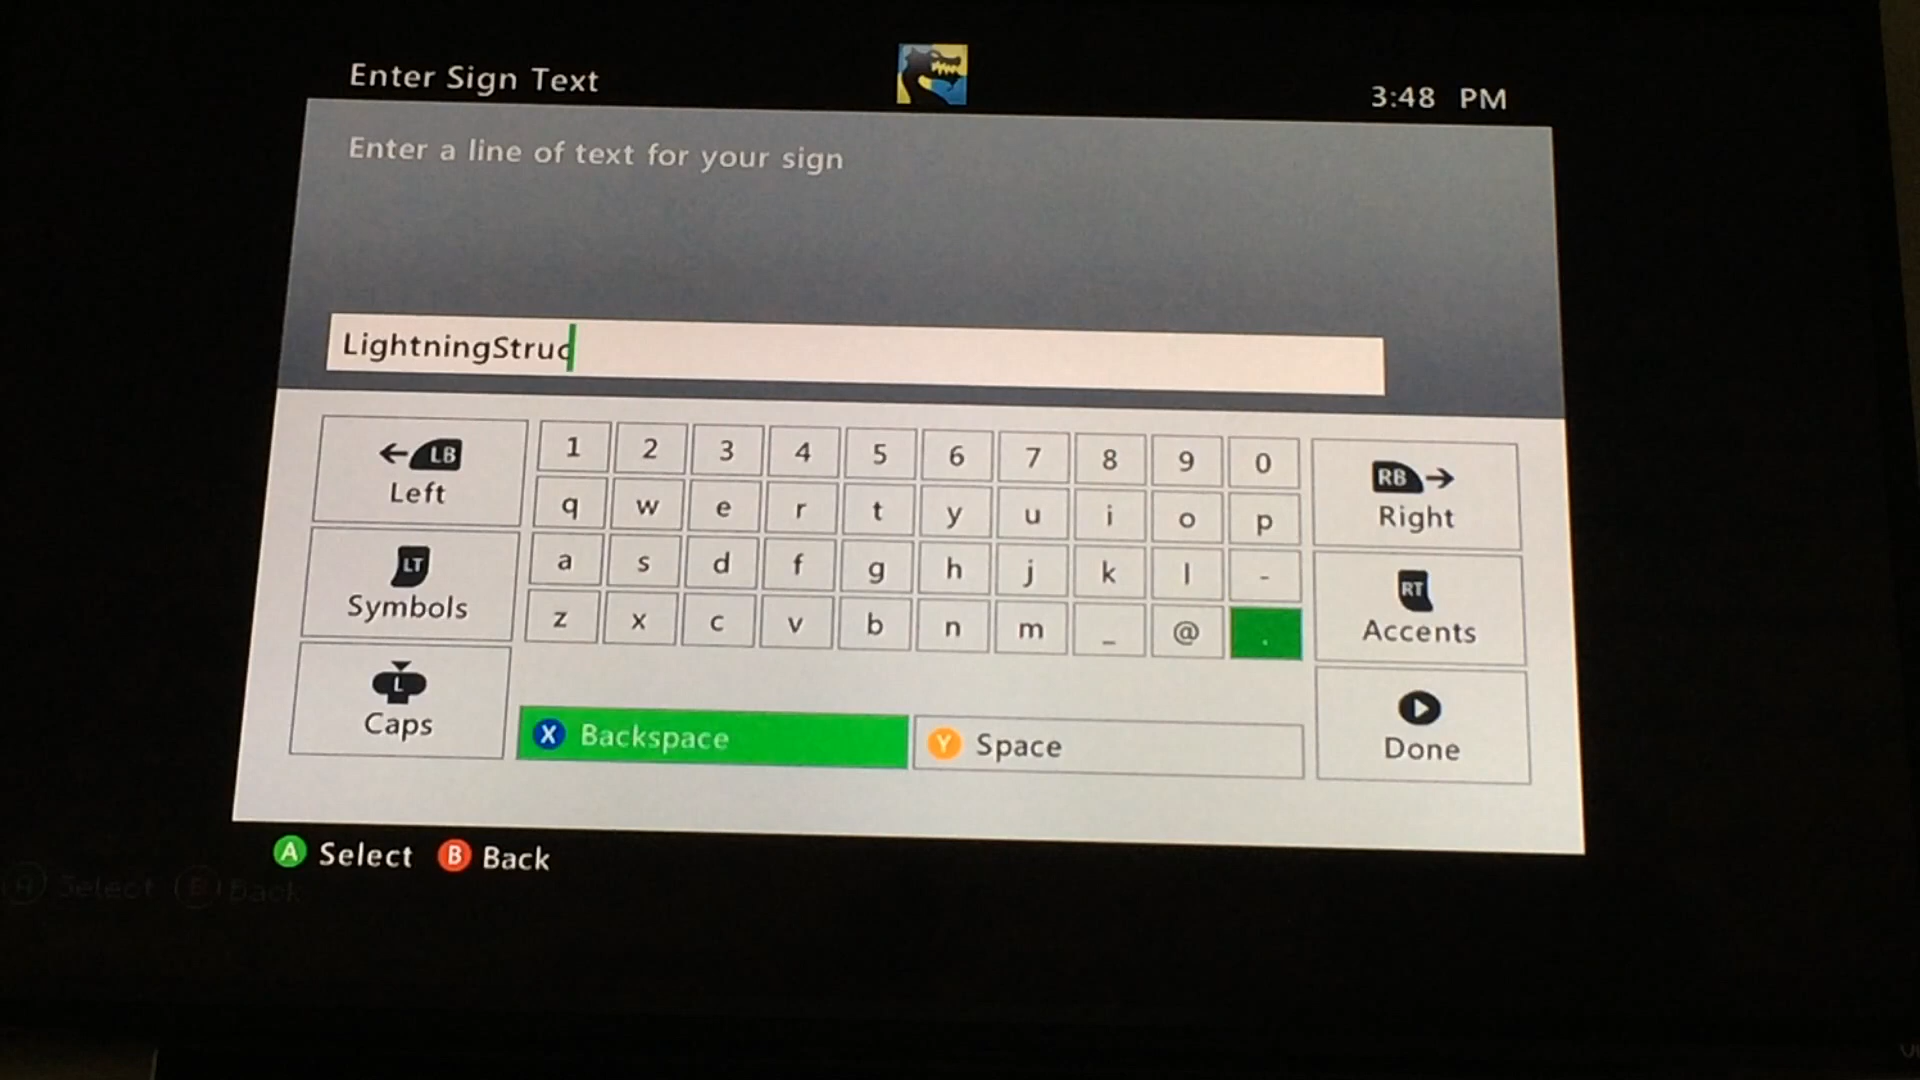 Enter Sign Text
3:48 PM
Enter a line of text for your sign
LightningStruc
LB
Left
1 2 3 4 5 6 7 8 9 0
RB
Right
q w e r t y u i o p
LT
Symbols
a s d f g h j k l -
RT
Accents
z x c v b n m _ @ .
L
Caps
X Backspace
Y Space
Done
A Select B Back
A Select B Back